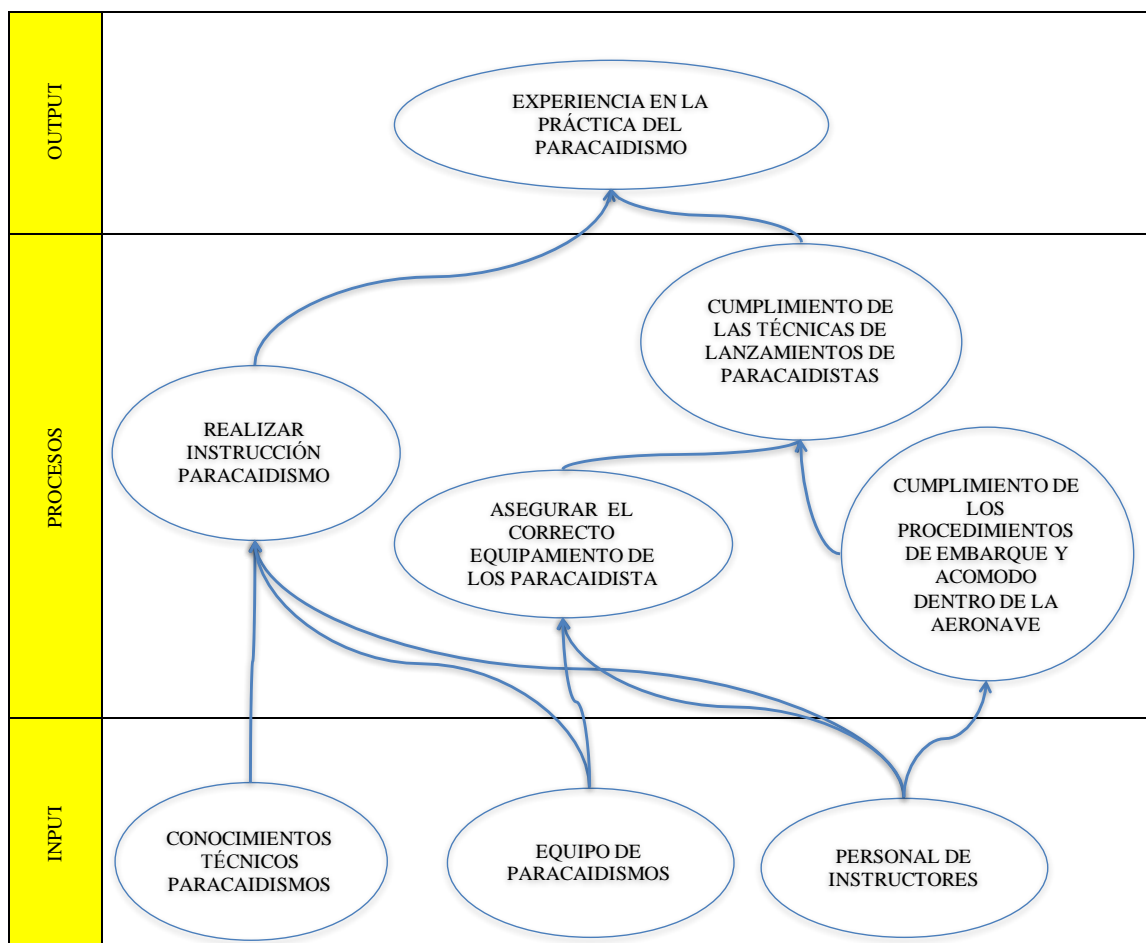 OUTPUT
EXPERIENCIA EN LA
PRÁCTICA DEL
PARACAIDISMO
PROCESOS
CUMPLIMIENTO DE
LAS TÉCNICAS DE
LANZAMIENTOS DE
PARACAIDISTAS
REALIZAR
INSTRUCCIÓN
PARACAIDISMO
ASEGURAR EL
CORRECTO
EQUIPAMIENTO DE
LOS PARACAIDISTA
CUMPLIMIENTO DE
LOS
PROCEDIMIENTOS
DE EMBARQUE Y
ACOMODO
DENTRO DE LA
AERONAVE
INPUT
CONOCIMIENTOS
TÉCNICOS
PARACAIDISMOS
EQUIPO DE
PARACAIDISMOS
PERSONAL DE
INSTRUCTORES